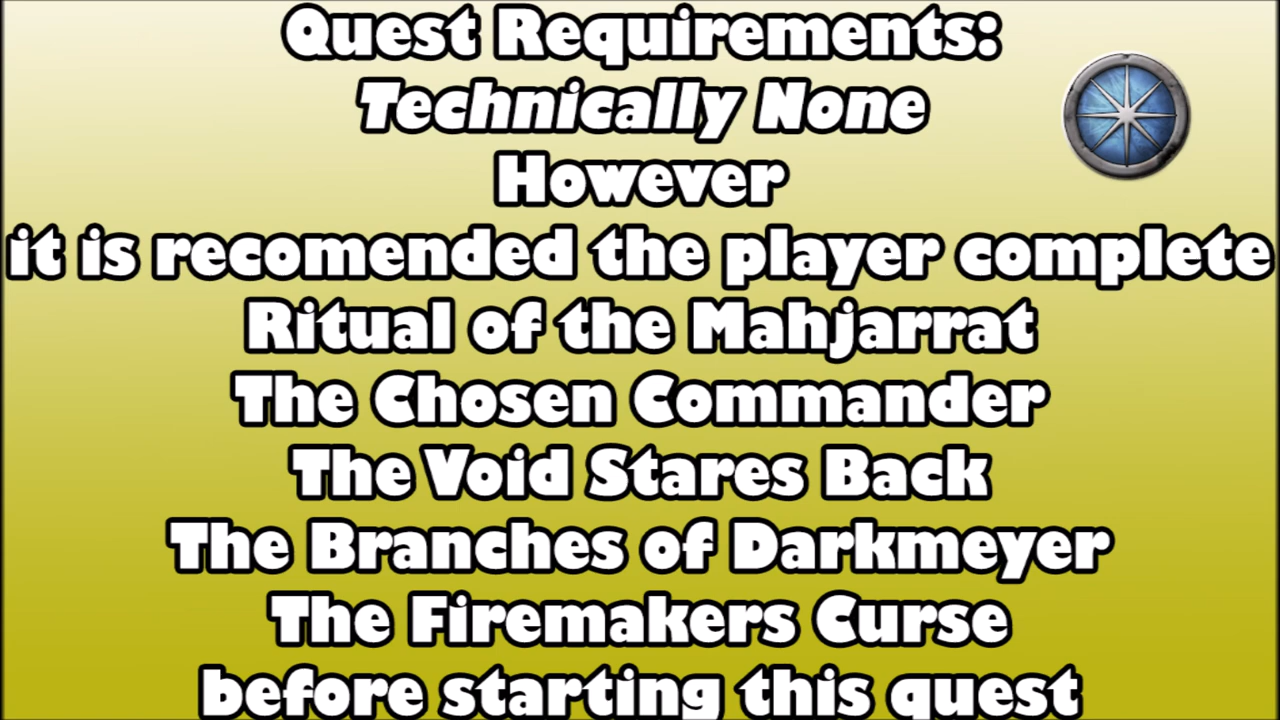 Quest Requirements:
Technically None
However
it is recomended the player complete
Ritual of the Mahjarrat
The Chosen Commander
The Void Stares Back
The Branches of Darkmeyer
The Firemakers Curse
before starting this quest